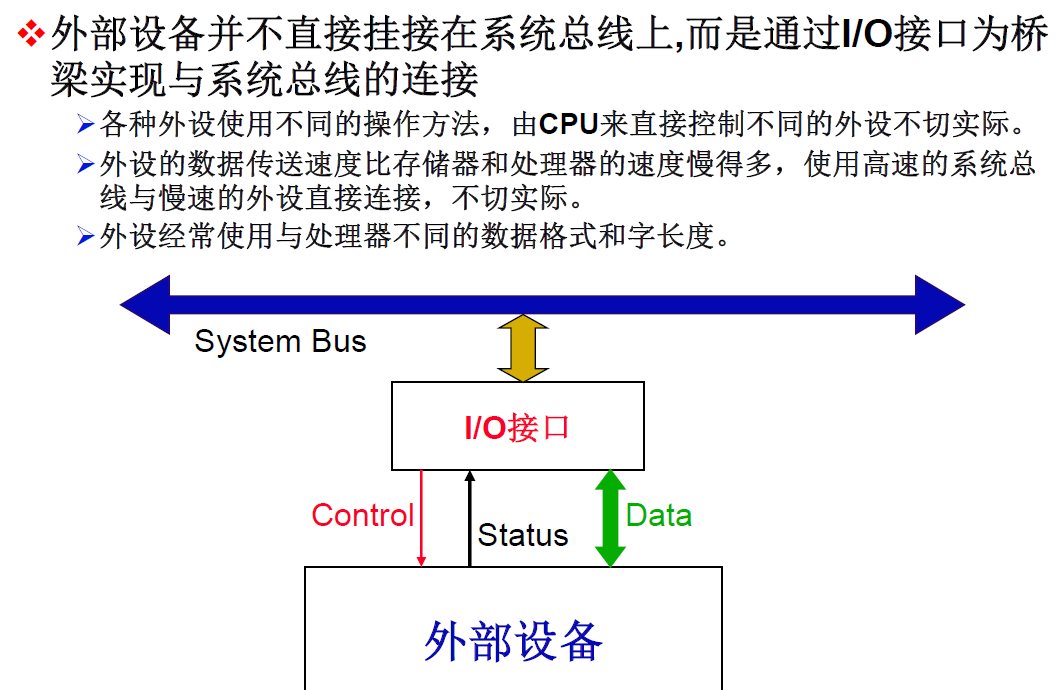 外部设备并不直接挂接在系统总线上,而是通过I/O接口为桥
梁实现与系统总线的连接
各种外设使用不同的操作方法，由CPU来直接控制不同的外设不切实际。
外设的数据传送速度比存储器和处理器的速度慢得多，使用高速的系统总
线与慢速的外设直接连接，不切实际。
外设经常使用与处理器不同的数据格式和字长度。
System Bus
I/O接口
Control
Status
Data
外部设备